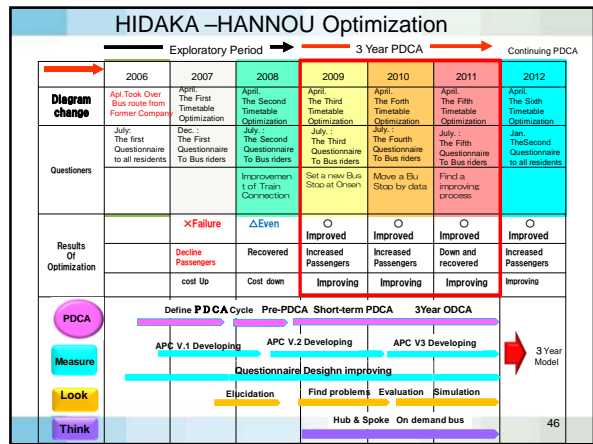 HIDAKA –HANNOU Optimization
Exploratory Period
3 Year PDCA
Continuing PDCA
2006
2007
2008
2009
2010
2011
2012
Diagram
change
Apl.Took Over
Bus route from
Former Company
April.
The First
Timetable
Optimization
April.
The Second
Timetable
Optimization
April.
The Third
Timetable
Optimization
April.
The Forth
Timetable
Optimization
April.
The Fifth
Timetable
Optimization
April.
The Sixth
Timetable
Optimization
Questioners
July:
The first
Questionnaire
to all residents
Dec. :
The First
Questionnaire
To Bus riders
July. :
The Second
Questionnaire
To Bus riders
July. :
The Third
Questionnaire
To Bus riders
July. :
The Fourth
Questionnaire
To Bus riders
July. :
The Fifth
Questionnaire
To Bus riders
Jan.
TheSecond
Questionnaire
to all residents
Improvemen
t of Train
Connection
Set a new Bus
Stop at Onsen
Move a Bu
Stop by data
Find a
improving
process
Results
Of
Optimization
×Failure
△Even
○
Improved
○
Improved
○
Improved
○
Improved
Decline
Passengers
Recovered
Increased
Passengers
Increased
Passengers
Down and
recovered
Increased
Passengers
cost Up
Cost down
Improving
Improving
Improving
Improving
PDCA
Define PDCA Cycle
Pre-PDCA
Short-term PDCA
3Year ODCA
Measure
APC V.1 Developing
APC V.2 Developing
APC V3 Developing
Questionnaire Desighn improving
3 Year
Model
Look
Elucidation
Find problems
Evaluation
Simulation
Think
Hub & Spoke
On demand bus
46